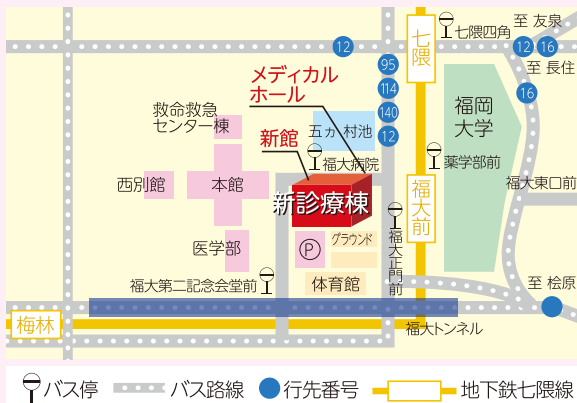 至 友泉
七隈四角
七隈
12
12
16
95
至 長住
メディカル
ホール
114
16
救命救急
センター棟
140
福岡
大学
五ヵ村池
新館
12
福大病院
薬学部前
西別館
本館
福大東口前
新診療棟
福大前
医学部
P
グラウンド
福大正門前
福大第二記念会堂前
体育館
至 桧原
梅林
福大トンネル
バス停
バス路線
行先番号
地下鉄七隈線